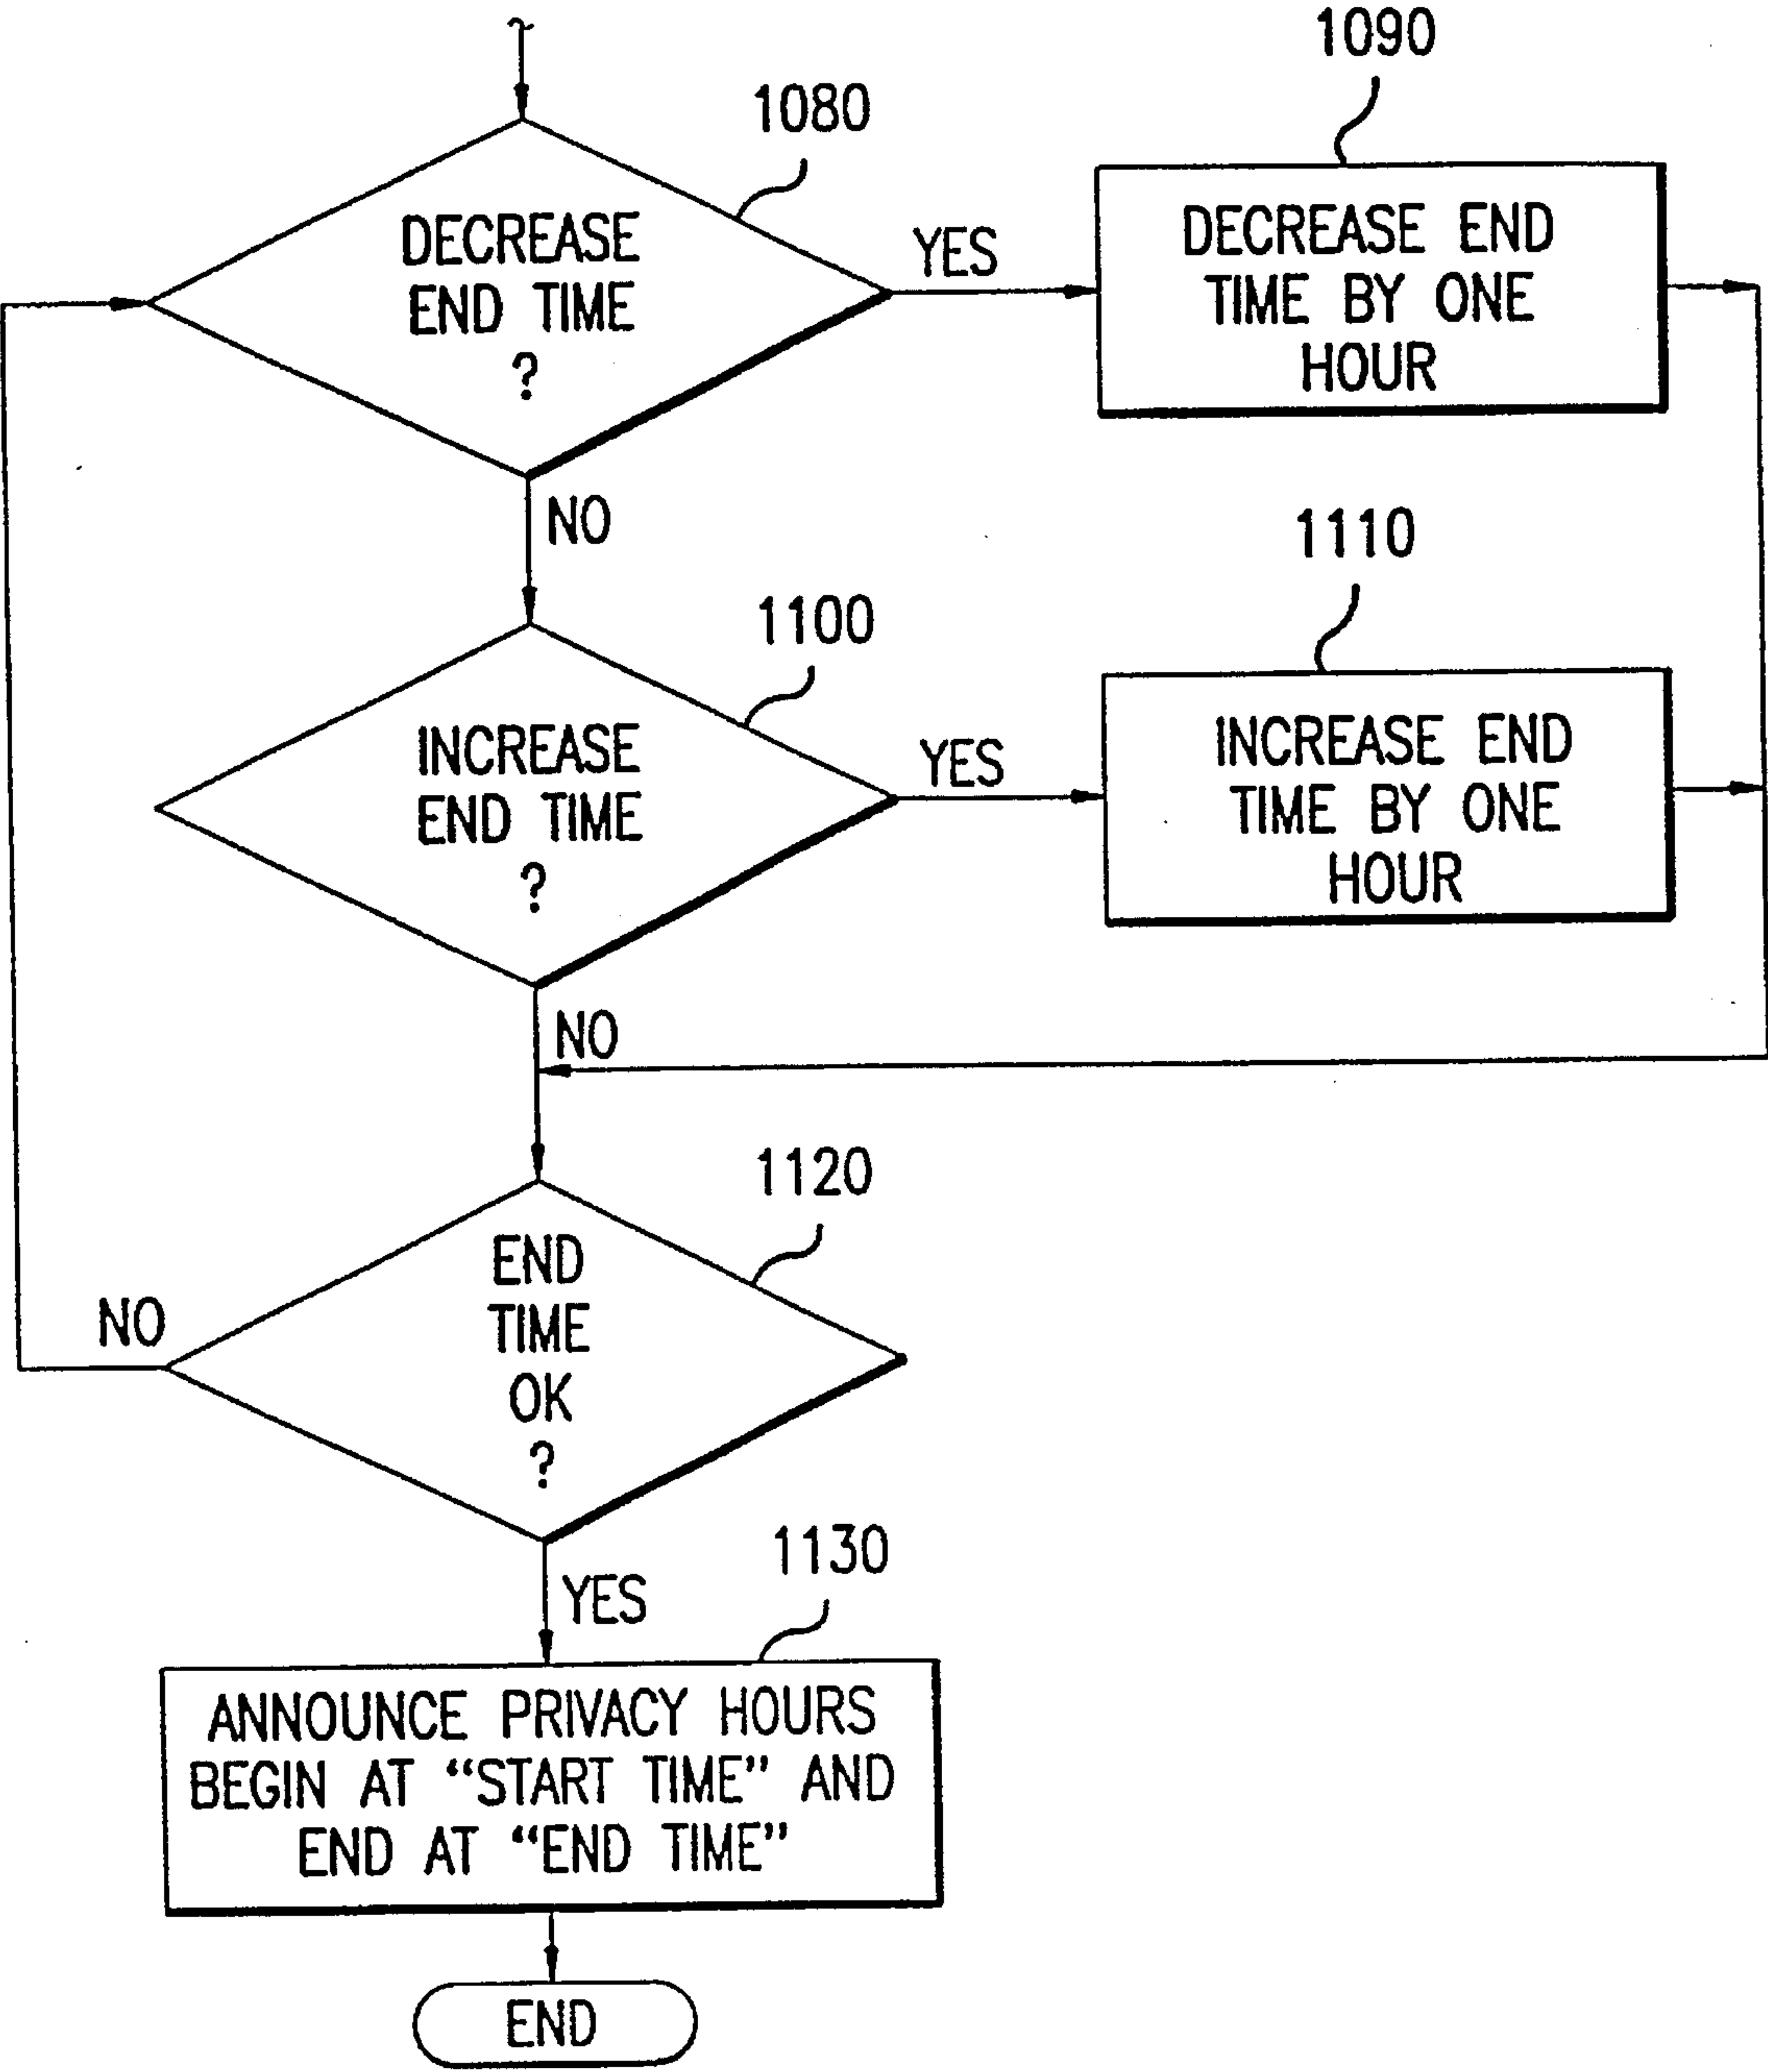 1090
1080
DECREASE
END TIME
?
YES
DECREASE END
TIME BY ONE
HOUR
NO
1110
1100
INCREASE
END TIME
?
YES
INCREASE END
TIME BY ONE
HOUR
NO
1120
END
TIME
OK
?
NO
1130
YES
ANNOUNCE PRIVACY HOURS
BEGIN AT “START TIME” AND
END AT “END TIME”
END